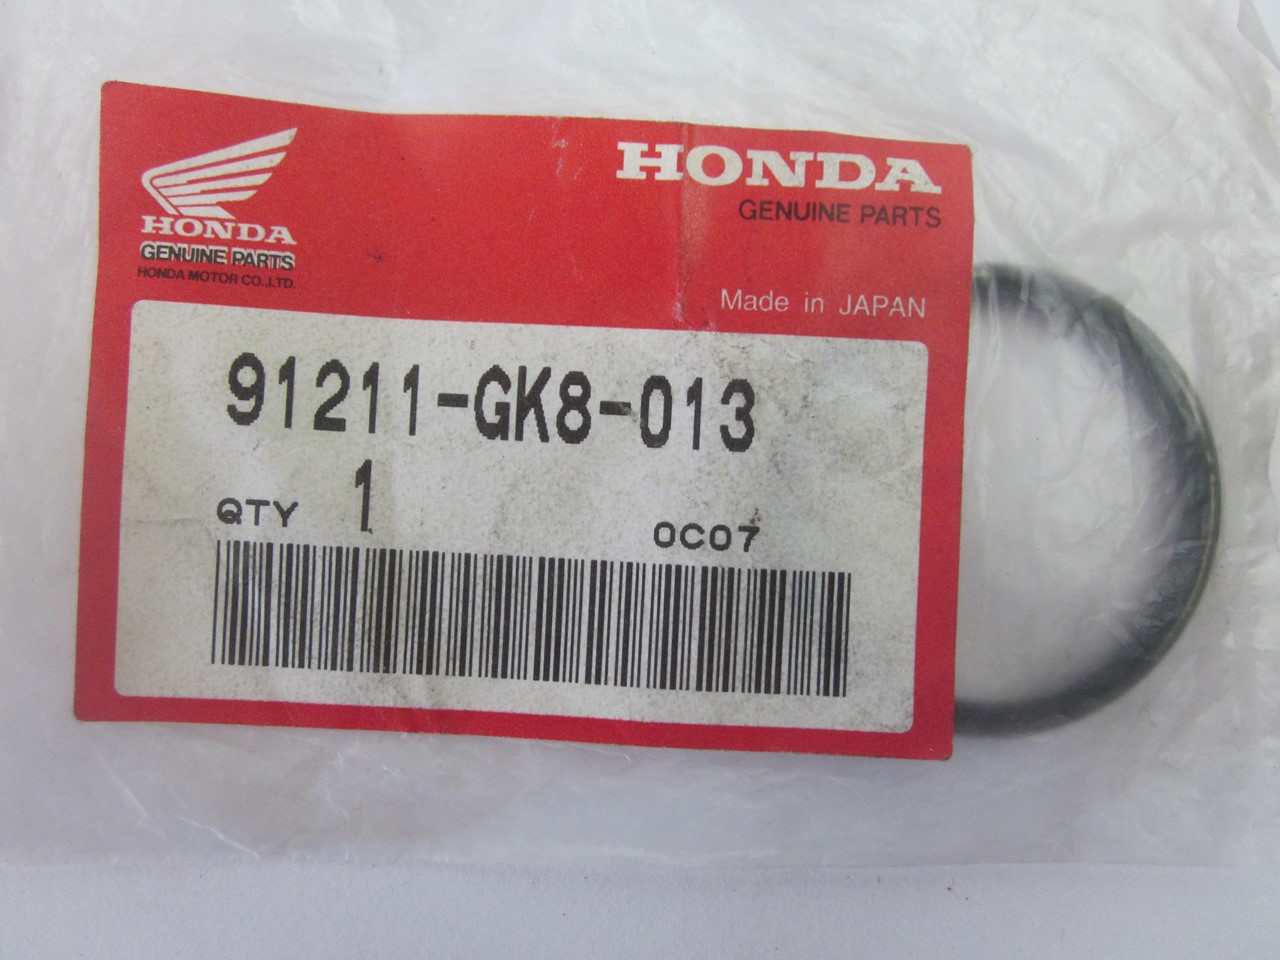 HONDA
GENUINE PARTS
HONDA MOTOR CO.,LTD.
HONDA
GENUINE PARTS
Made in JAPAN
91211-GK8-013
QTY 1
0C07